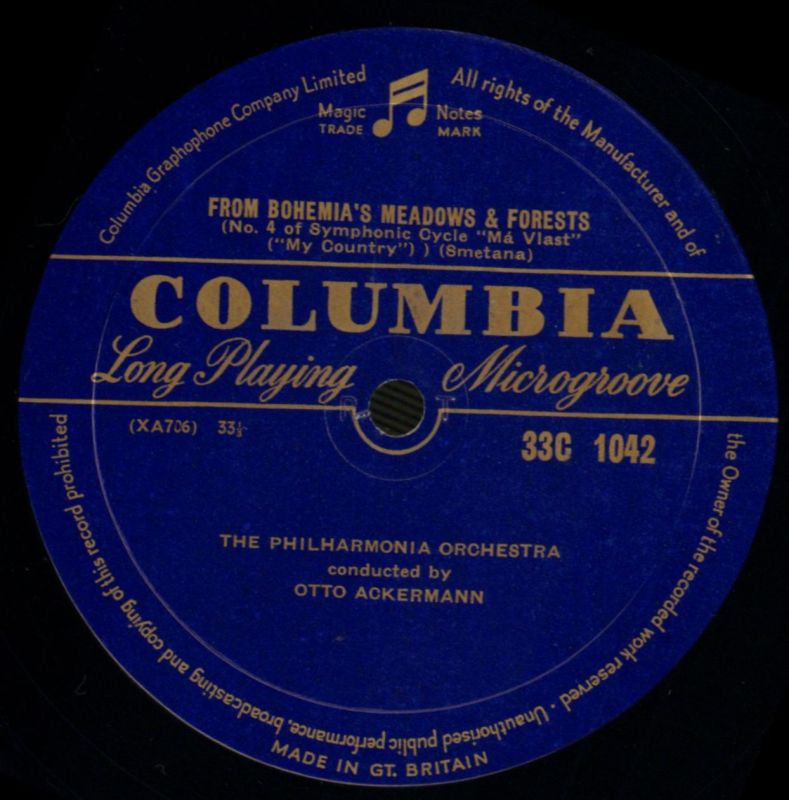 Columbia Graphophone Company Limited
All rights of the Manufacturer and of
the Owner of the recorded work reserved · Unauthorised public performance, broadcasting and copying of this record prohibited
Magic Notes
TRADE MARK
FROM BOHEMIA'S MEADOWS & FORESTS
(No. 4 of Symphonic Cycle "Má Vlast"
("My Country") ) (Smetana)
COLUMBIA
Long Playing Microgroove
(XA706) 33⅓
33C 1042
THE PHILHARMONIA ORCHESTRA
conducted by
OTTO ACKERMANN
MADE IN GT. BRITAIN